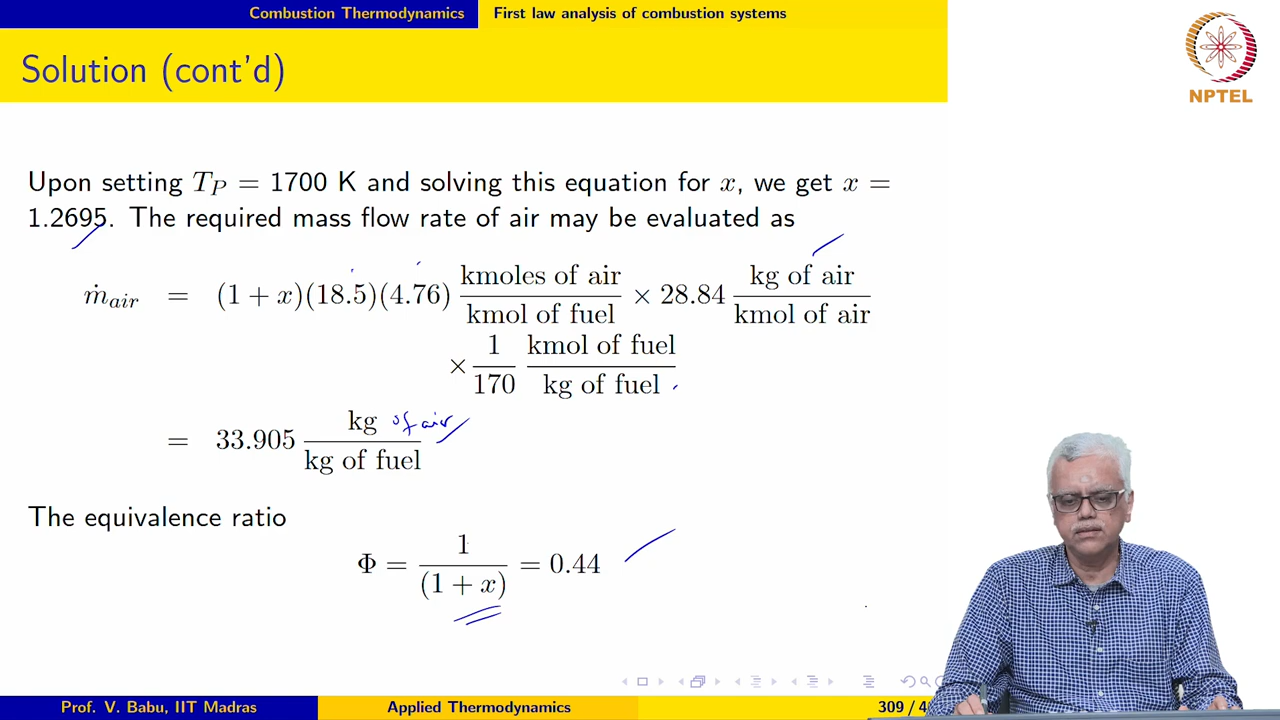 Combustion Thermodynamics First law analysis of combustion systems
Solution (cont'd)
NPTEL
Upon setting T_P = 1700 K and solving this equation for x, we get x =
1.2695. The required mass flow rate of air may be evaluated as
ṁ_air = (1 + x)(18.5)(4.76) kmoles of air / kmol of fuel × 28.84 kg of air / kmol of air
× 1/170 kmol of fuel / kg of fuel
= 33.905 kg of air / kg of fuel
The equivalence ratio
Φ = 1 / (1 + x) = 0.44
Prof. V. Babu, IIT Madras Applied Thermodynamics 309 / 4